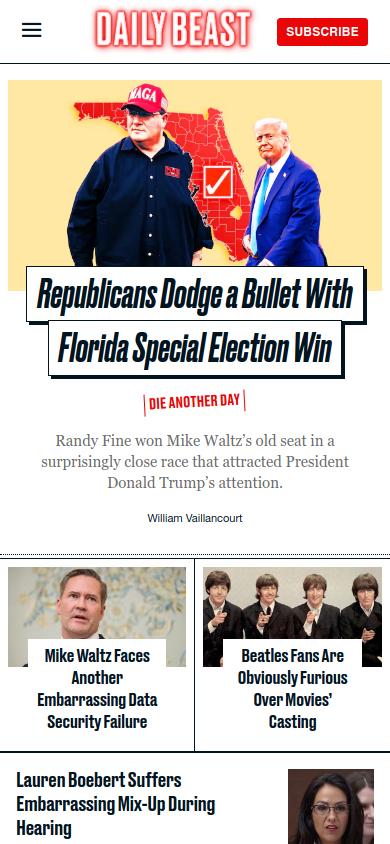 DAILY BEAST
SUBSCRIBE
MAGA
Republicans Dodge a Bullet With
Florida Special Election Win
DIE ANOTHER DAY
Randy Fine won Mike Waltz’s old seat in a
surprisingly close race that attracted President
Donald Trump’s attention.
William Vaillancourt
Mike Waltz Faces
Another
Embarrassing Data
Security Failure
Beatles Fans Are
Obviously Furious
Over Movies’
Casting
Lauren Boebert Suffers
Embarrassing Mix-Up During
Hearing